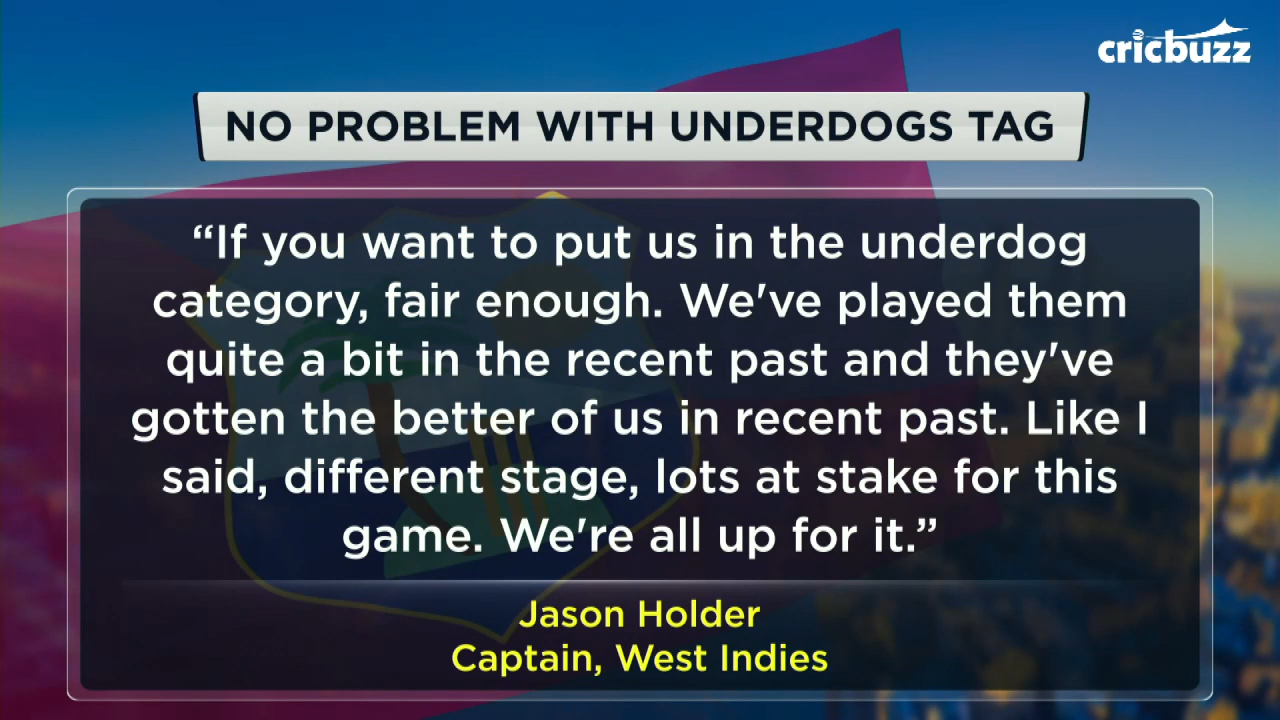 cricbuzz
NO PROBLEM WITH UNDERDOGS TAG
“If you want to put us in the underdog
category, fair enough. We've played them
quite a bit in the recent past and they've
gotten the better of us in recent past. Like I
said, different stage, lots at stake for this
game. We're all up for it.”
Jason Holder
Captain, West Indies